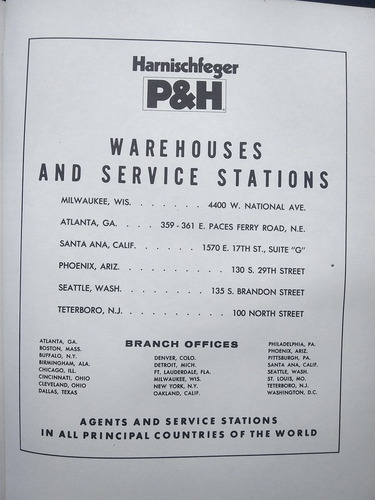 Harnischfeger
P&H
WAREHOUSES
AND SERVICE STATIONS
MILWAUKEE, WIS. . . . . . . 4400 W. NATIONAL AVE.
ATLANTA, GA. . . . . 359 - 361 E. PACES FERRY ROAD, N.E.
SANTA ANA, CALIF. . . . . . 1570 E. 17TH ST., SUITE "G"
PHOENIX, ARIZ. . . . . . . . . . 130 S. 29TH STREET
SEATTLE, WASH. . . . . . . . 135 S. BRANDON STREET
TETERBORO, N.J. . . . . . . . . . 100 NORTH STREET
BRANCH OFFICES
ATLANTA, GA.
BOSTON, MASS.
BUFFALO, N.Y.
BIRMINGHAM, ALA.
CHICAGO, ILL.
CINCINNATI, OHIO
CLEVELAND, OHIO
DALLAS, TEXAS
DENVER, COLO.
DETROIT, MICH.
FT. LAUDERDALE, FLA.
MILWAUKEE, WIS.
NEW YORK, N.Y.
OAKLAND, CALIF.
PHILADELPHIA, PA.
PHOENIX, ARIZ.
PITTSBURGH, PA.
SANTA ANA, CALIF.
SEATTLE, WASH.
ST. LOUIS, MO.
TETERBORO, N.J.
WASHINGTON, D.C.
AGENTS AND SERVICE STATIONS
IN ALL PRINCIPAL COUNTRIES OF THE WORLD